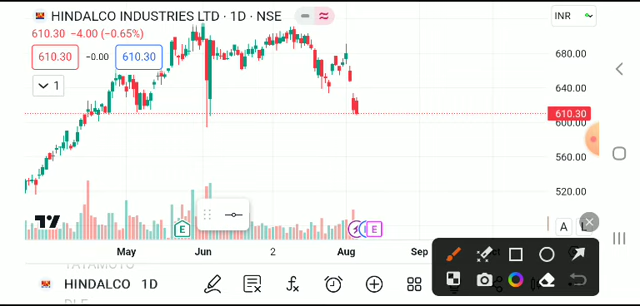 HINDALCO INDUSTRIES LTD · 1D · NSE
INR
610.30 −4.00 (−0.65%)
610.30 −0.00 610.30
1
680.00
640.00
610.30
600.00
560.00
520.00
E
E
A
May Jun 2 Aug Sep
HINDALCO 1D